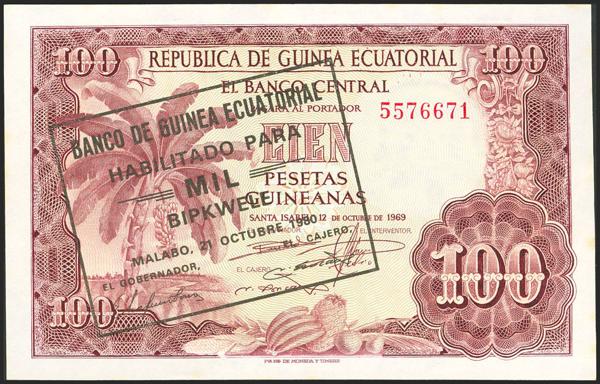 100
REPUBLICA DE GUINEA ECUATORIAL
100
EL BANCO CENTRAL
PAGARA AL PORTADOR
5576671
CIEN
PESETAS
GUINEANAS
SANTA ISABEL, 12 DE OCTUBRE DE 1969
EL INTERVENTOR,
EL CAJERO,
BANCO DE GUINEA ECUATORIAL
HABILITADO PARA
MIL
BIPKWELE
MALABO, 21 OCTUBRE 1980
EL GOBERNADOR,
EL CAJERO,
100
100